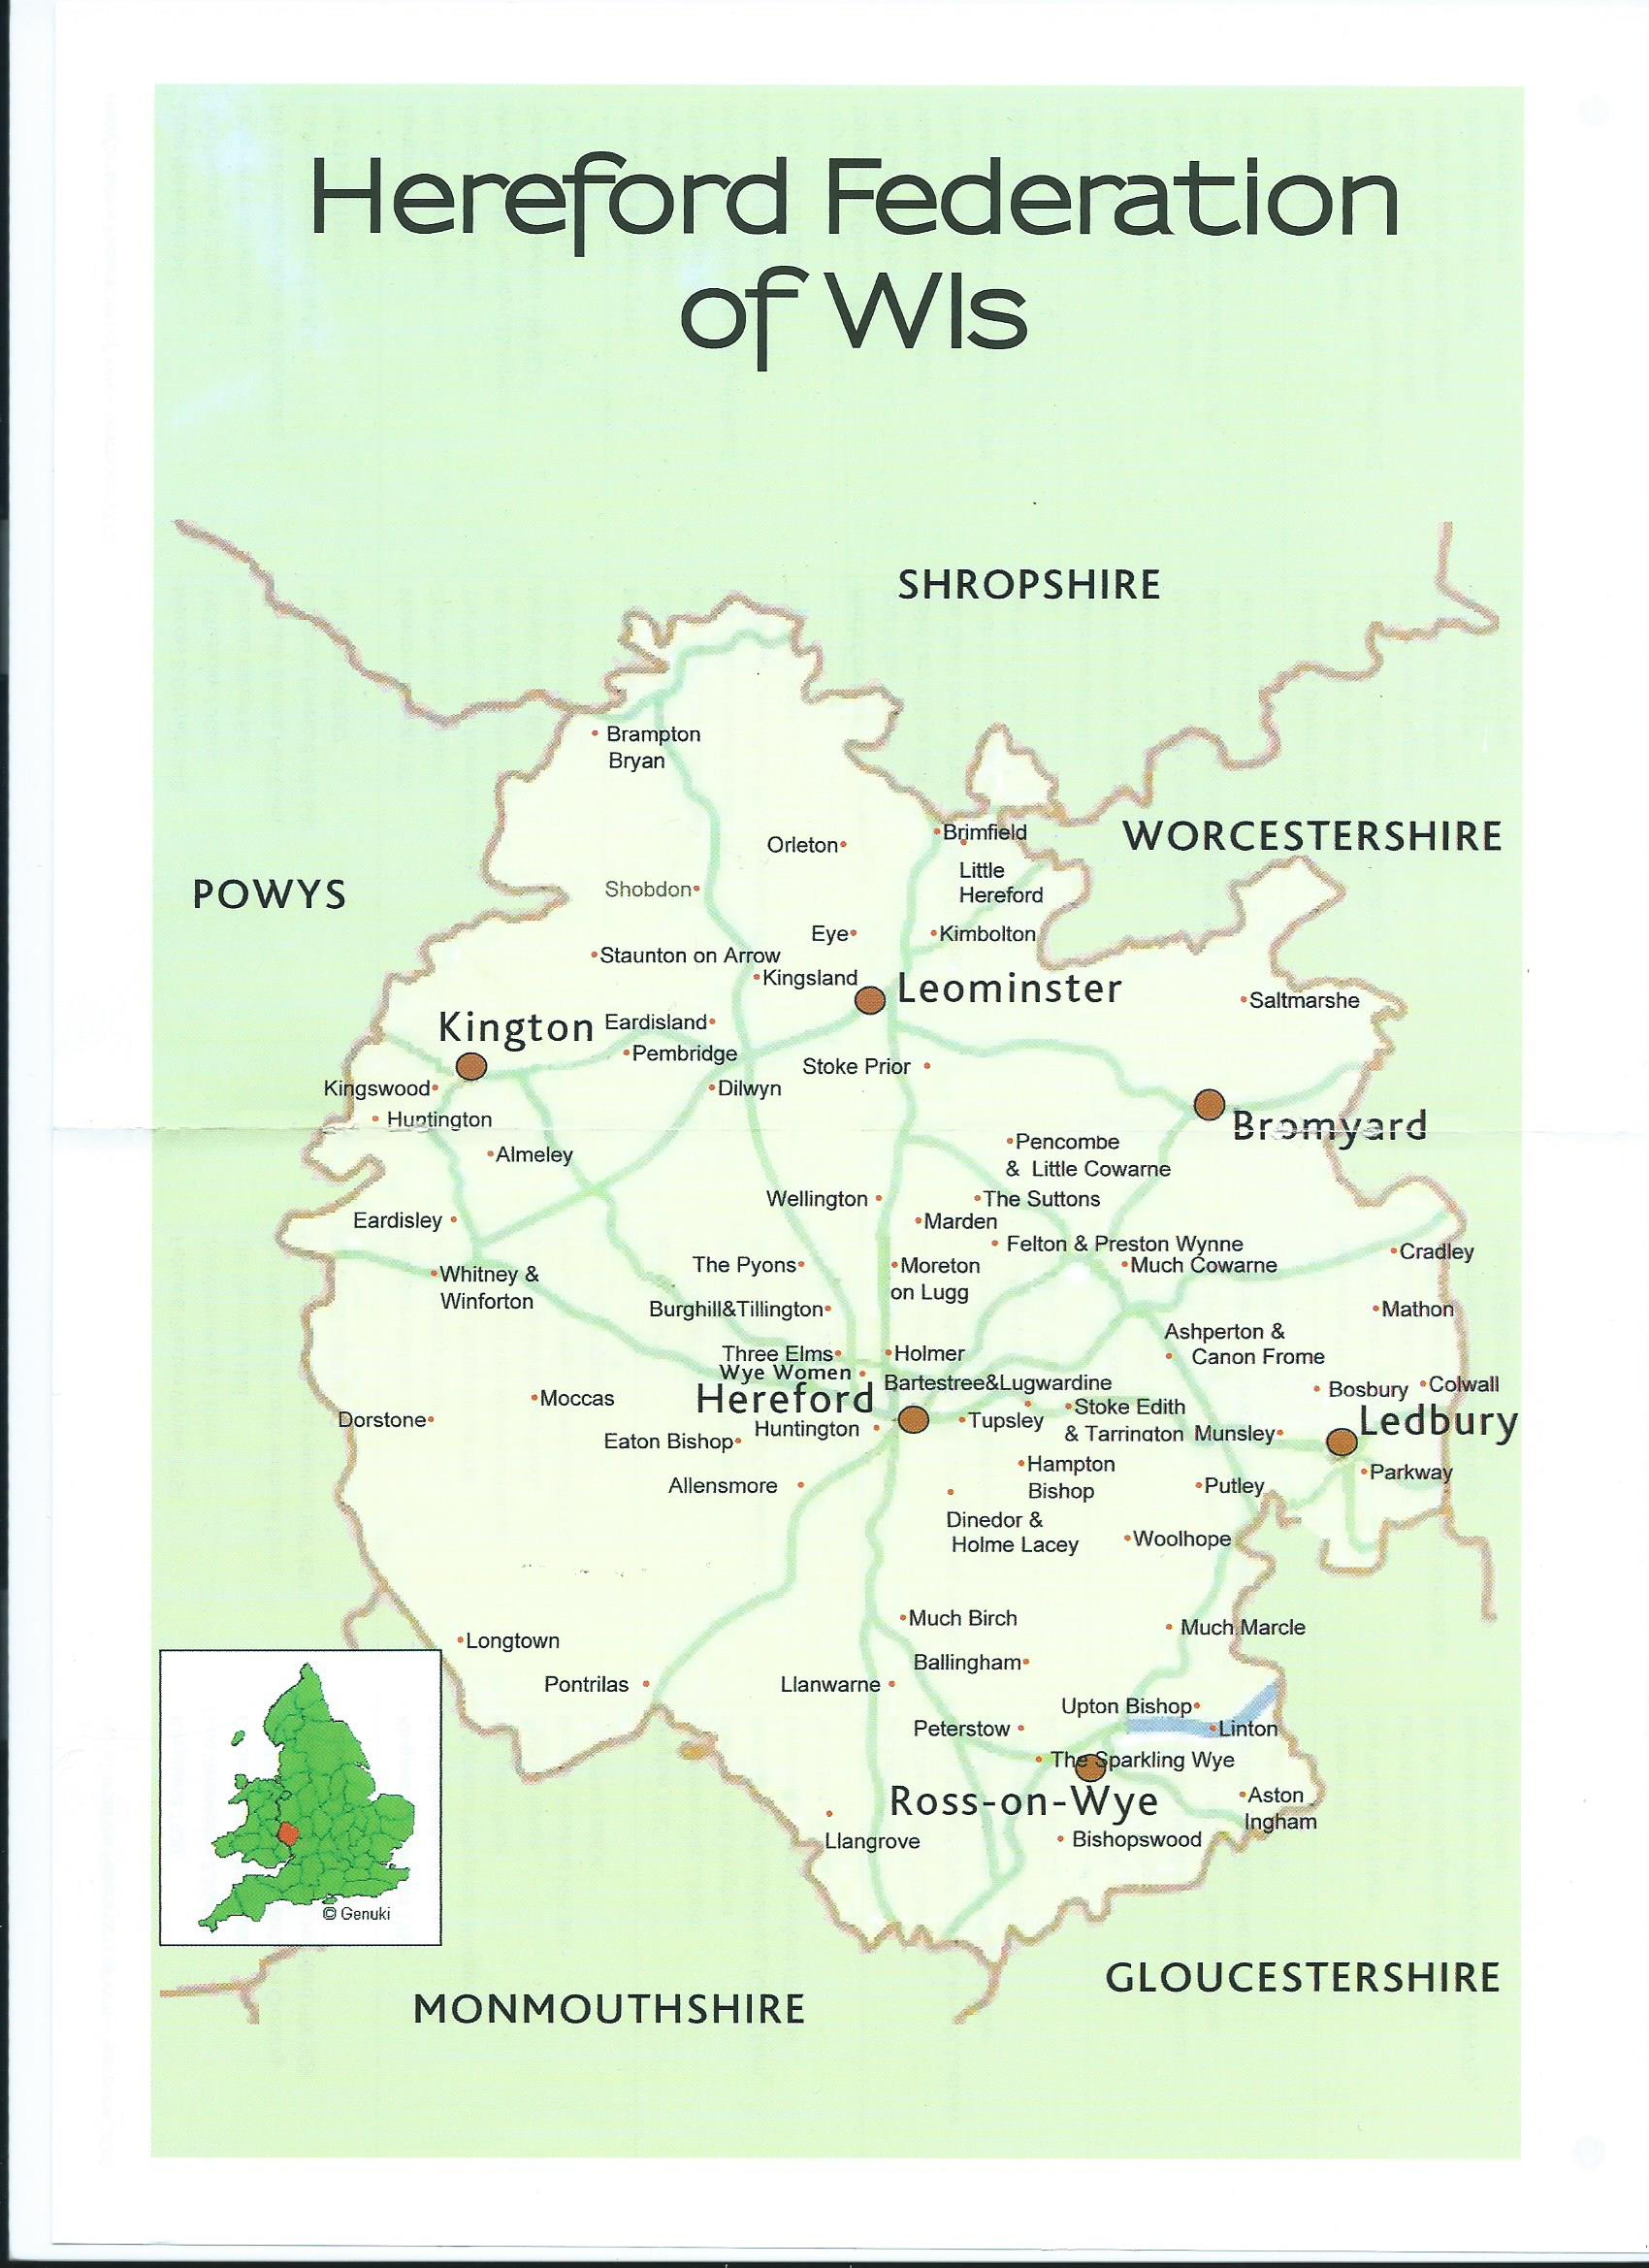 Hereford Federation
of WIs
SHROPSHIRE
Brampton
Bryan
WORCESTERSHIRE
Brimfield
Orleton
Little
Hereford
POWYS
Shobdon
Eye
Kimbolton
Staunton on Arrow
Kingsland
Leominster
Saltmarshe
Kington
Eardisland
Pembridge
Stoke Prior
Kingswood
Dilwyn
Huntington
Bromyard
Pencombe
& Little Cowarne
Almeley
Wellington
The Suttons
Eardisley
Marden
Felton & Preston Wynne
Cradley
The Pyons
Moreton
on Lugg
Much Cowarne
Whitney &
Winforton
Burghill&Tillington
Mathon
Ashperton &
Canon Frome
Three Elms
Holmer
Wye Women
Bartestree&Lugwardine
Bosbury
Colwall
Hereford
Moccas
Stoke Edith
& Tarrington
Dorstone
Tupsley
Ledbury
Huntington
Munsley
Eaton Bishop
Hampton
Bishop
Parkway
Allensmore
Putley
Dinedor &
Holme Lacey
Woolhope
Much Birch
Much Marcle
Longtown
Ballingham
Pontrilas
Llanwarne
Upton Bishop
Peterstow
Linton
The Sparkling Wye
Ross-on-Wye
Aston
Ingham
Llangrove
Bishopswood
© Genuki
GLOUCESTERSHIRE
MONMOUTHSHIRE